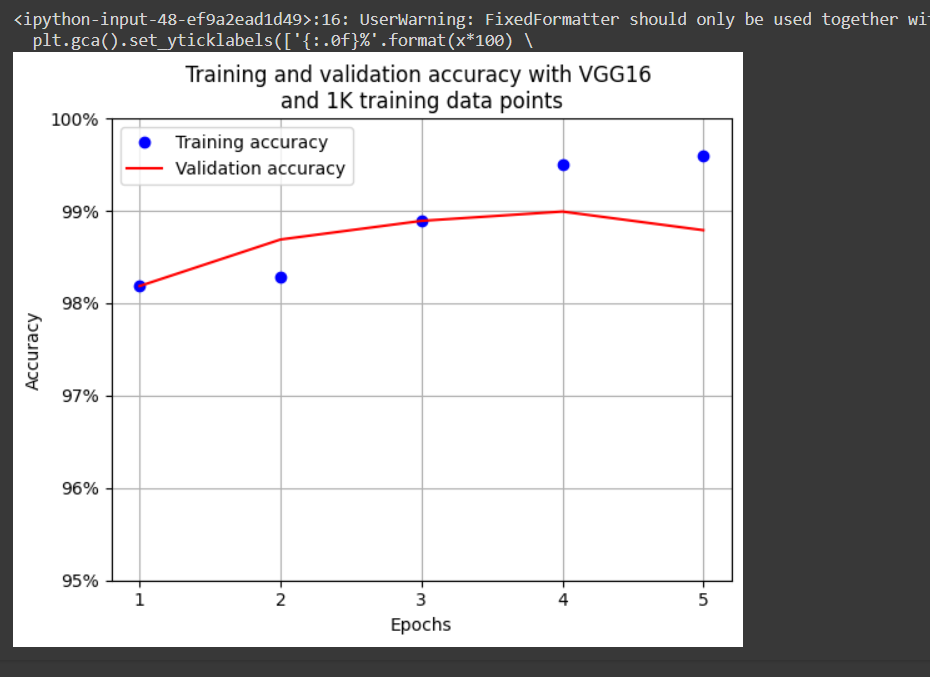 <ipython-input-48-ef9a2ead1d49>:16: UserWarning: FixedFormatter should only be used together
plt.gca().set_yticklabels(['{:.0f}%'.format(x*100) \
Training and validation accuracy with VGG16
and 1K training data points
100%
Training accuracy
Validation accuracy
99%
98%
97%
96%
95%
Accuracy
1 2 3 4 5
Epochs